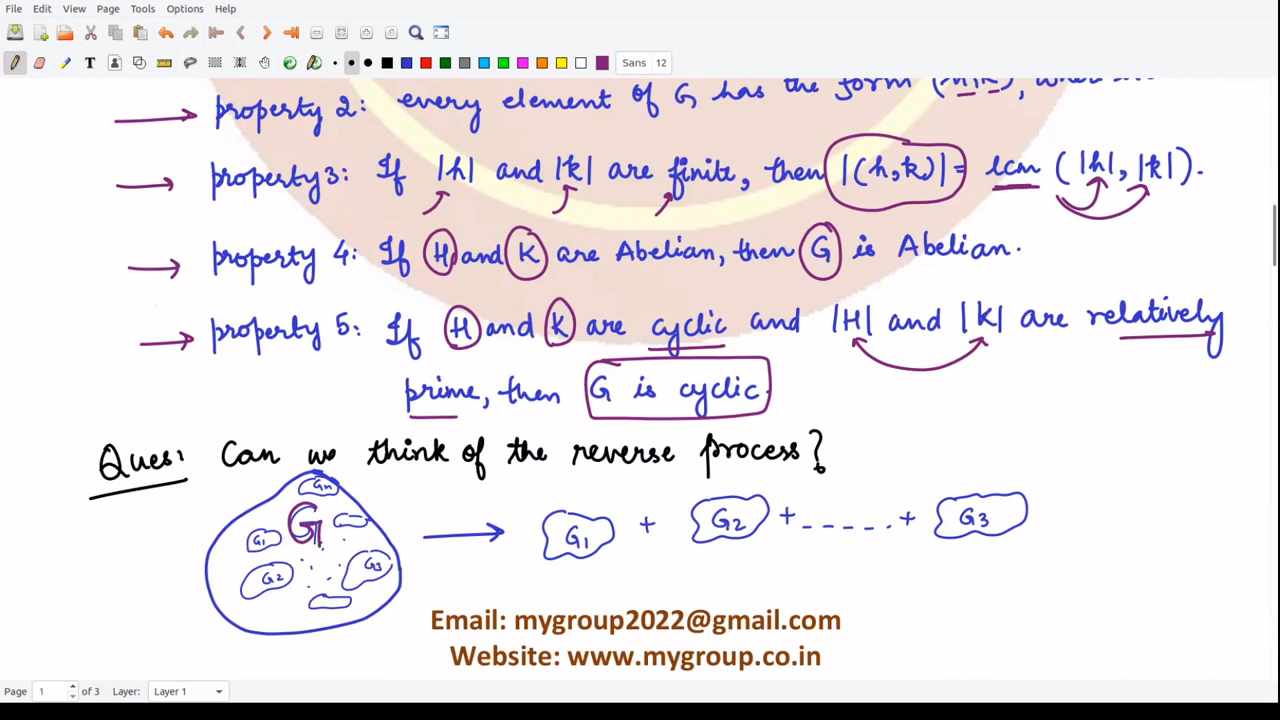 File Edit View Page Tools Options Help
Sans 12
property 2: every element of G has the form (h,k), where
property 3: If |h| and |k| are finite, then |(h,k)| = lcm (|h|, |k|).
property 4: If H and K are Abelian, then G is Abelian.
property 5: If H and K are cyclic and |H| and |K| are relatively
prime, then G is cyclic.
Ques: Can we think of the reverse process?
Gn
G
G1
G2
G3
G1 + G2 + ----- + G3
Email: mygroup2022@gmail.com
Website: www.mygroup.co.in
Page 1 of 3 Layer: Layer 1